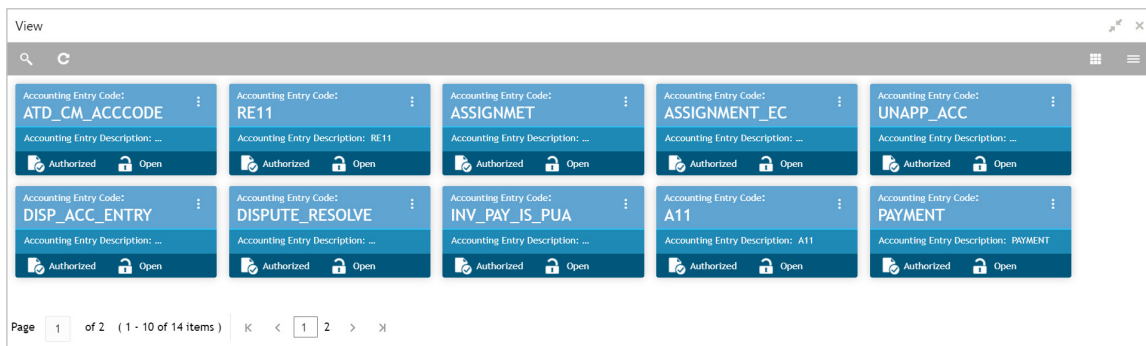 View
Accounting Entry Code: Accounting Entry Code: Accounting Entry Code: Accounting Entry Code: Accounting Entry Code:
ATD_CM_ACCCODE RE11 ASSIGNMET ASSIGNMENT_EC UNAPP_ACC
Accounting Entry Description: ... Accounting Entry Description: RE11 Accounting Entry Description: ... Accounting Entry Description: ... Accounting Entry Description: ...
Authorized Open Authorized Open Authorized Open Authorized Open Authorized Open
Accounting Entry Code: Accounting Entry Code: Accounting Entry Code: Accounting Entry Code: Accounting Entry Code:
DISP_ACC_ENTRY DISPUTE_RESOLVE INV_PAY_IS_PUA A11 PAYMENT
Accounting Entry Description: ... Accounting Entry Description: ... Accounting Entry Description: ... Accounting Entry Description: A11 Accounting Entry Description: PAYMENT
Authorized Open Authorized Open Authorized Open Authorized Open Authorized Open
Page 1 of 2 ( 1 - 10 of 14 items ) 1 2